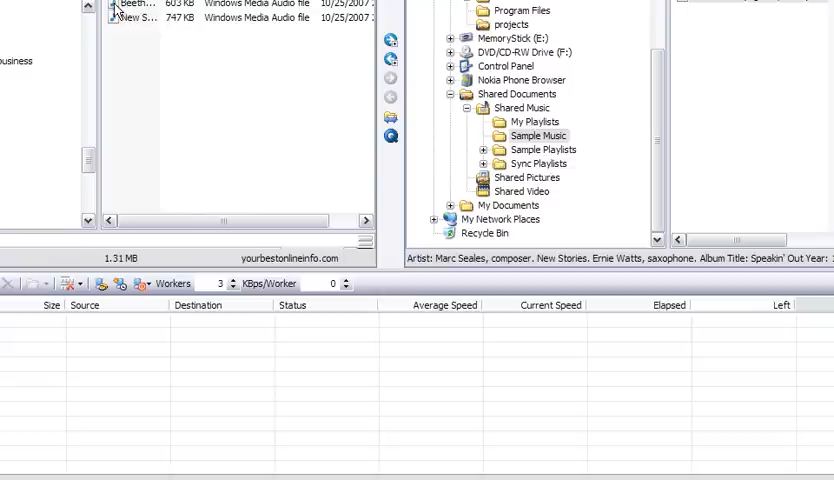 Beeth... 603 KB Windows Media Audio file 10/25/2007
New S... 747 KB Windows Media Audio file 10/25/2007
business
1.31 MB yourbestonlineinfo.com
Program Files
projects
MemoryStick (E:)
DVD/CD-RW Drive (F:)
Control Panel
Nokia Phone Browser
Shared Documents
Shared Music
My Playlists
Sample Music
Sample Playlists
Sync Playlists
Shared Pictures
Shared Video
My Documents
My Network Places
Recycle Bin
Artist: Marc Seales, composer. New Stories. Ernie Watts, saxophone. Album Title: Speakin' Out Year:
Workers 3 KBps/Worker 0
Size Source Destination Status Average Speed Current Speed Elapsed Left